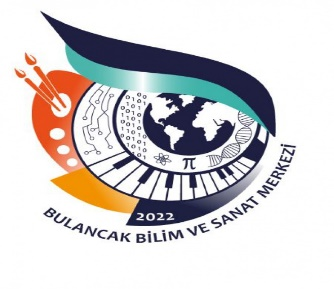 π
2022
BULANCAK BİLİM VE SANAT MERKEZİ